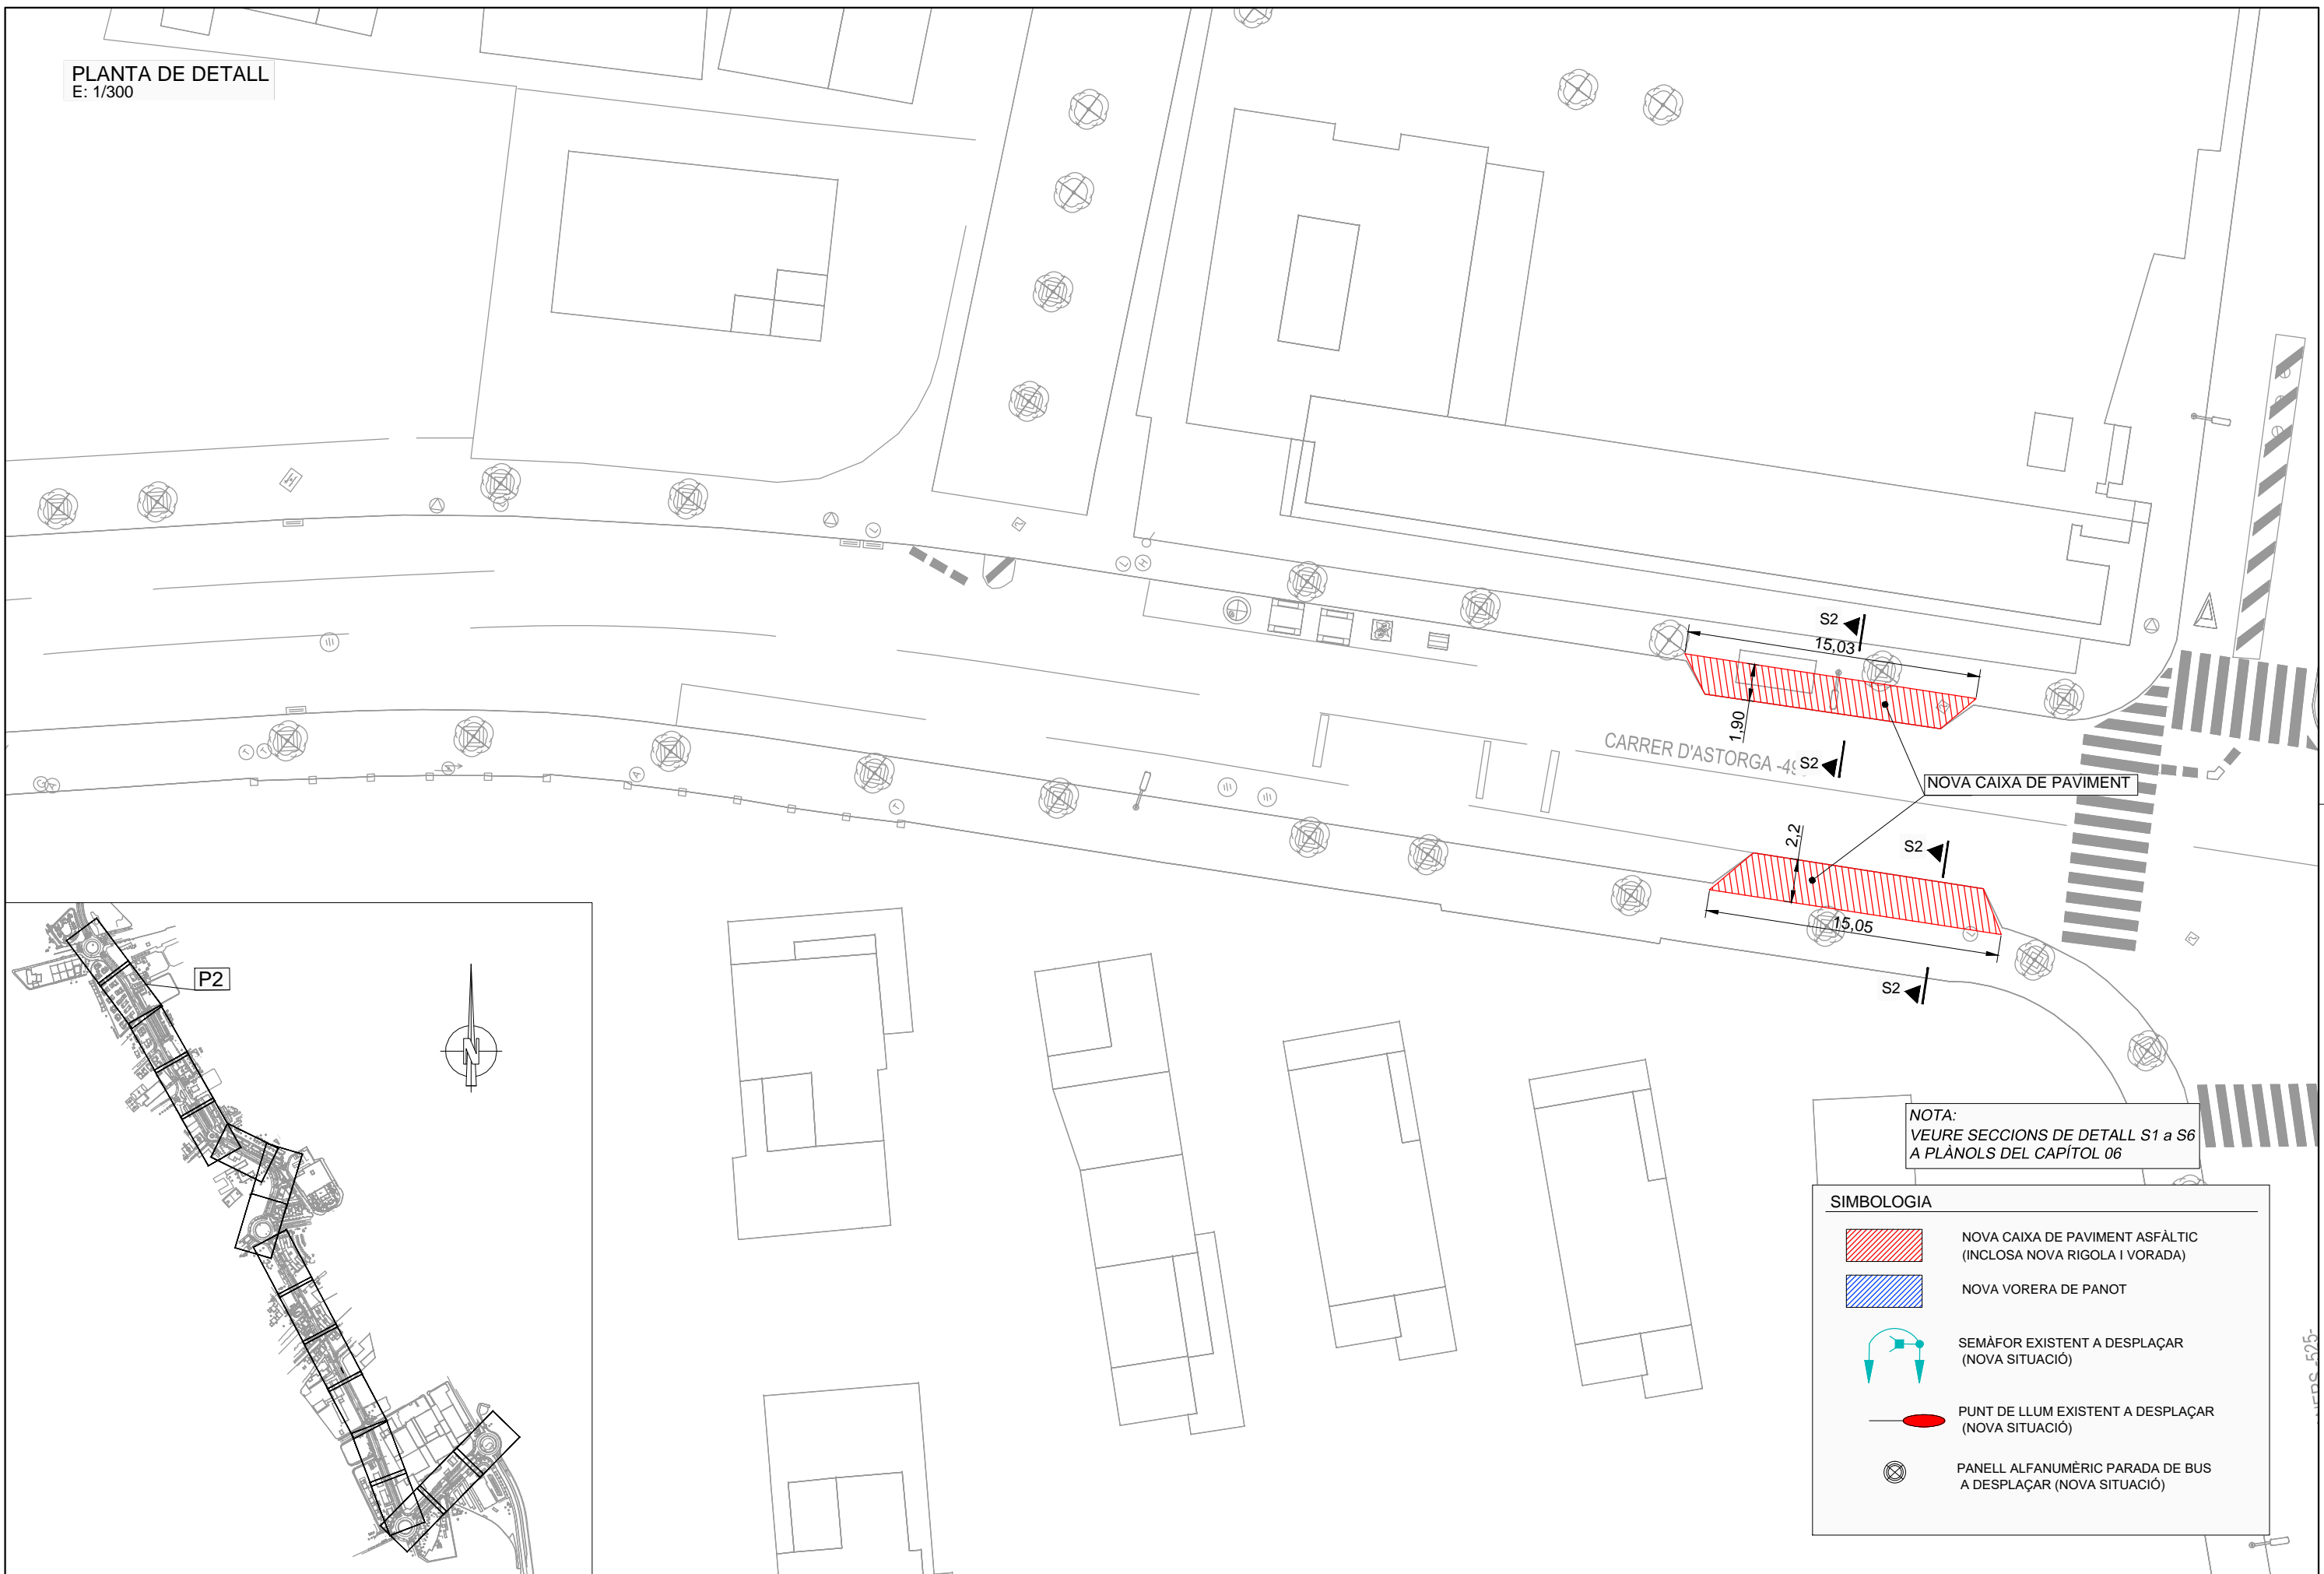 PLANTA DE DETALL
E: 1/300
S2
15,03
1,90
CARRER D'ASTORGA
S2
NOVA CAIXA DE PAVIMENT
2,2
S2
15,05
S2
P2
N
NOTA:
VEURE SECCIONS DE DETALL S1 a S6
A PLÀNOLS DEL CAPÍTOL 06
SIMBOLOGIA
NOVA CAIXA DE PAVIMENT ASFÀLTIC
(INCLOSA NOVA RIGOLA I VORADA)
NOVA VORERA DE PANOT
SEMÀFOR EXISTENT A DESPLAÇAR
(NOVA SITUACIÓ)
PUNT DE LLUM EXISTENT A DESPLAÇAR
(NOVA SITUACIÓ)
PANELL ALFANUMÈRIC PARADA DE BUS
A DESPLAÇAR (NOVA SITUACIÓ)
-525-